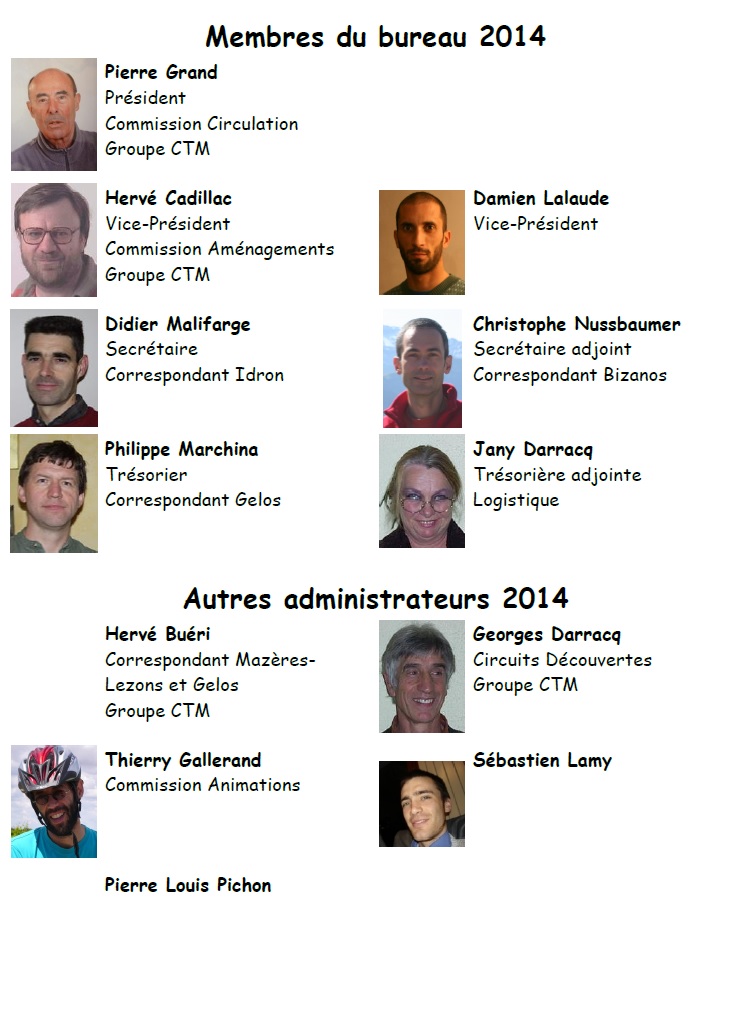 Membres du bureau 2014
Pierre Grand
Président
Commission Circulation
Groupe CTM
Hervé Cadillac
Vice-Président
Commission Aménagements
Groupe CTM
Damien Lalaude
Vice-Président
Didier Malifarge
Secrétaire
Correspondant Idron
Christophe Nussbaumer
Secrétaire adjoint
Correspondant Bizanos
Philippe Marchina
Trésorier
Correspondant Gelos
Jany Darracq
Trésorière adjointe
Logistique
Autres administrateurs 2014
Hervé Buéri
Correspondant Mazères-
Lezons et Gelos
Groupe CTM
Georges Darracq
Circuits Découvertes
Groupe CTM
Thierry Gallerand
Commission Animations
Sébastien Lamy
Pierre Louis Pichon